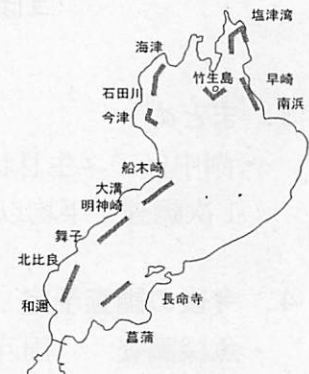 塩津湾
海津
竹生島
早崎
石田川
南浜
今津
船木崎
大溝
明神崎
舞子
北比良
長命寺
和邇
菖蒲